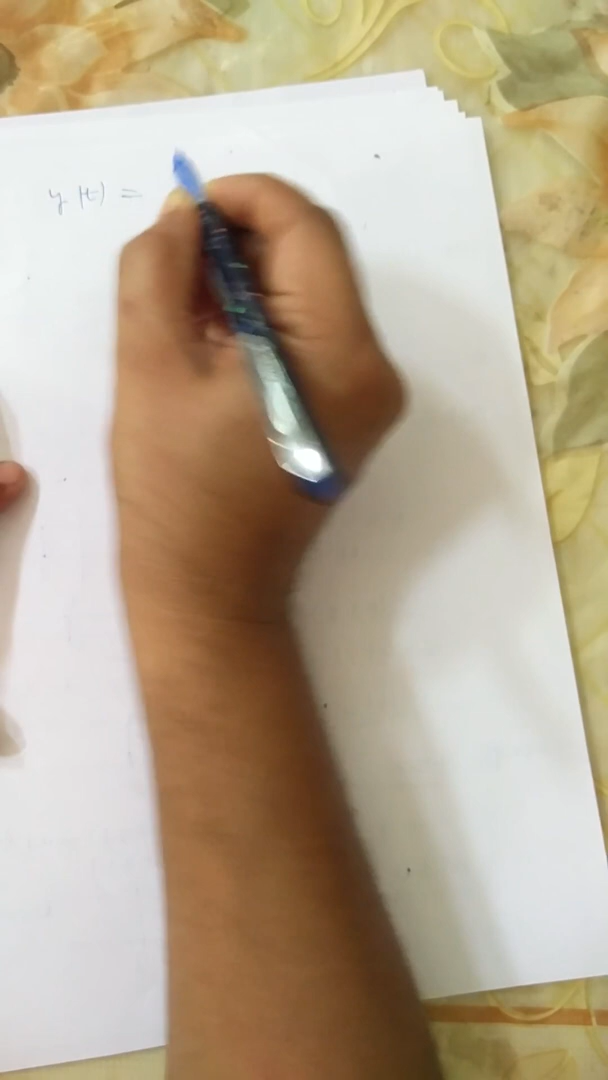 y(t) =